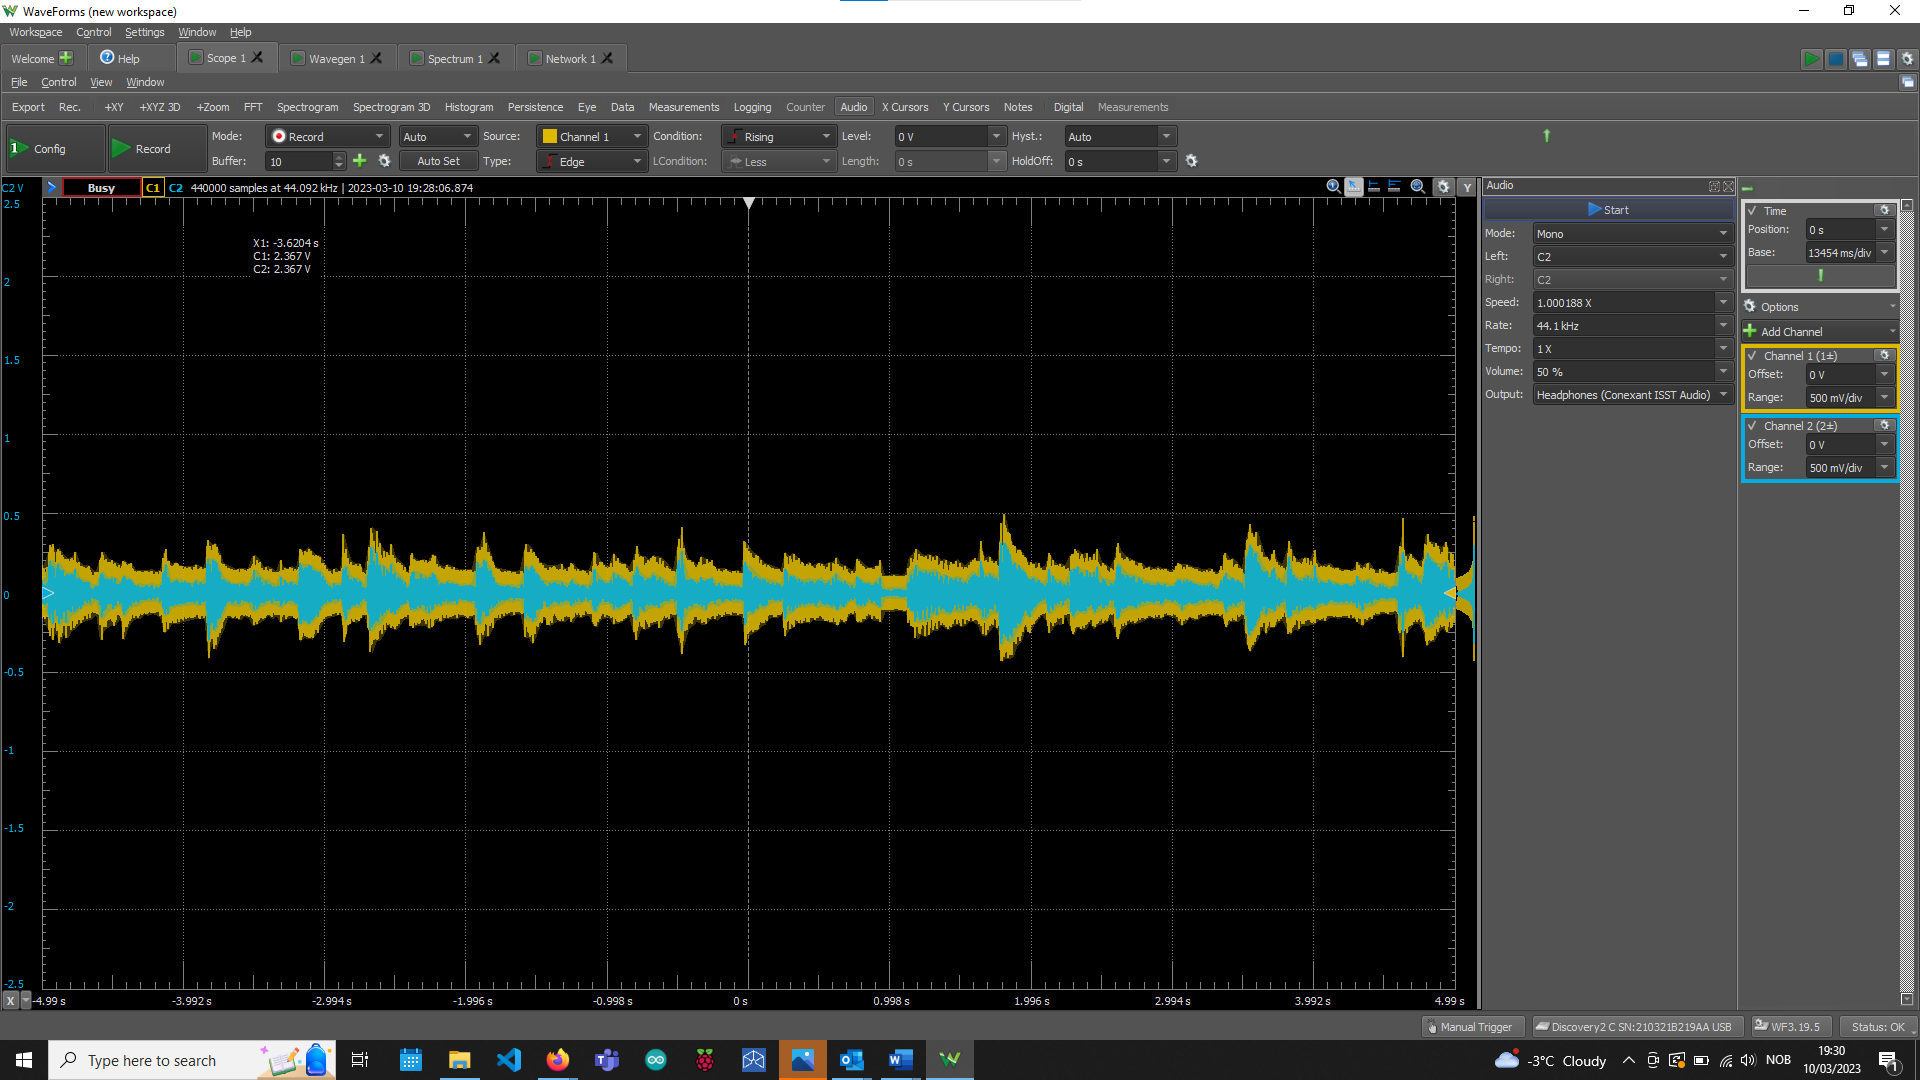 WaveForms (new workspace)
Workspace Control Settings Window Help
Welcome Help Scope 1 Wavegen 1 Spectrum 1 Network 1
File Control View Window
Export Rec. +XY +XYZ 3D +Zoom FFT Spectrogram Spectrogram 3D Histogram Persistence Eye Data Measurements Logging Counter Audio X Cursors Y Cursors Notes Digital Measurements
1 Config Record Mode: Record Auto Source: Channel 1 Condition: Rising Level: 0 V Hyst.: Auto
Buffer: 10 Auto Set Type: Edge LCondition: Less Length: 0 s HoldOff: 0 s
C2 V Busy C1 C2 440000 samples at 44.092 kHz | 2023-03-10 19:28:06.874 Y
2.5
2
1.5
1
0.5
0
-0.5
-1
-1.5
-2
-2.5
X1: -3.6204 s
C1: 2.367 V
C2: 2.367 V
X -4.99 s -3.992 s -2.994 s -1.996 s -0.998 s 0 s 0.998 s 1.996 s 2.994 s 3.992 s 4.99 s
Audio
Start
Mode: Mono
Left: C2
Right: C2
Speed: 1.000188 X
Rate: 44.1 kHz
Tempo: 1 X
Volume: 50 %
Output: Headphones (Conexant ISST Audio)
Time
Position: 0 s
Base: 13454 ms/div
Options
Add Channel
Channel 1 (1±)
Offset: 0 V
Range: 500 mV/div
Channel 2 (2±)
Offset: 0 V
Range: 500 mV/div
Manual Trigger Discovery2 C SN:210321B219AA USB WF3.19.5 Status: OK
Type here to search
-3°C Cloudy NOB 19:30
10/03/2023
1